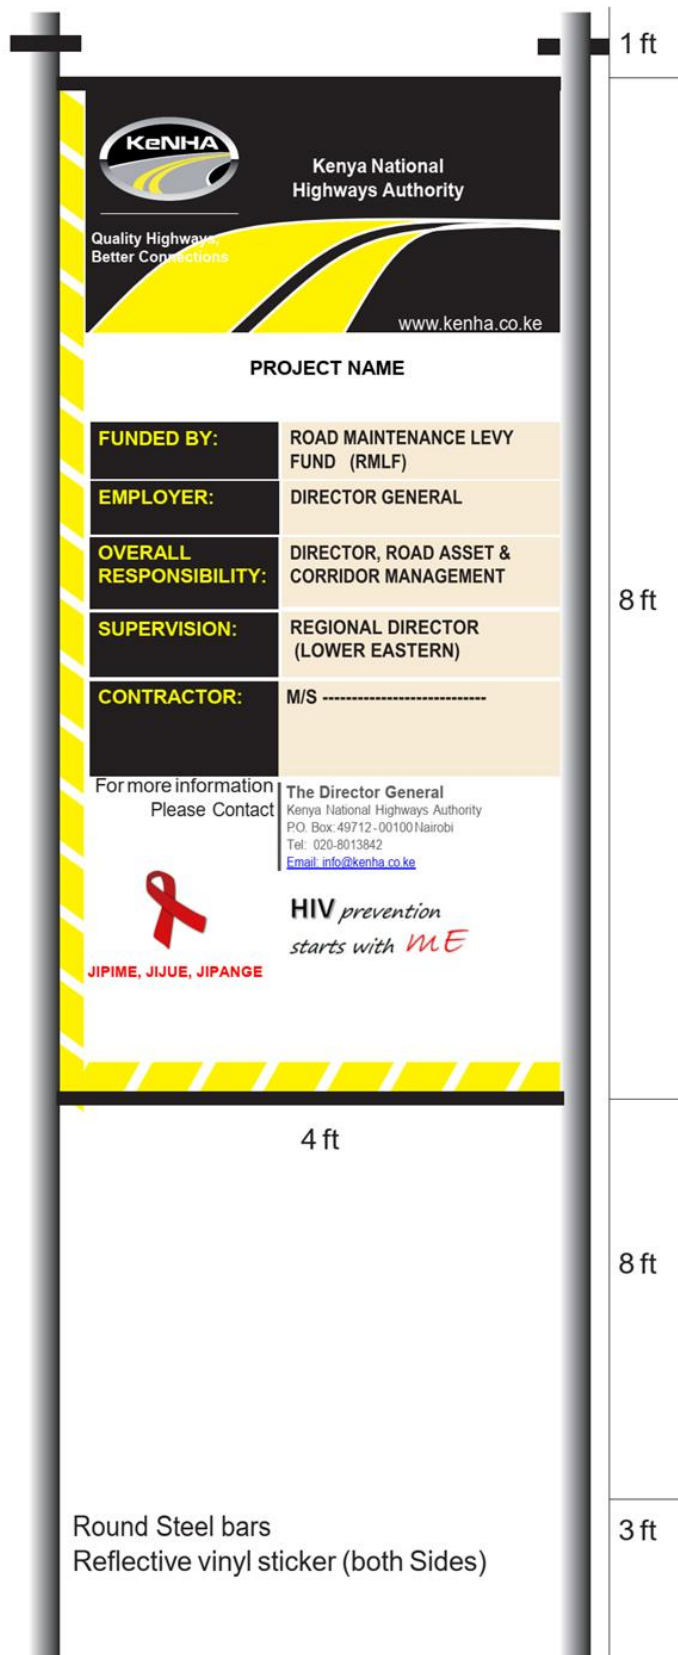 1 ft
KeNHA
Kenya National
Highways Authority
Quality Highways,
Better Connections
www.kenha.co.ke
PROJECT NAME
FUNDED BY:
ROAD MAINTENANCE LEVY
FUND (RMLF)
EMPLOYER:
DIRECTOR GENERAL
OVERALL
RESPONSIBILITY:
DIRECTOR, ROAD ASSET &
CORRIDOR MANAGEMENT
8 ft
SUPERVISION:
REGIONAL DIRECTOR
(LOWER EASTERN)
CONTRACTOR:
M/S ----------------------------
For more information
Please Contact
The Director General
Kenya National Highways Authority
P.O. Box: 49712 - 00100 Nairobi
Tel: 020-8013842
Email: info@kenha.co.ke
HIV prevention
starts with ME
JIPIME, JIJUE, JIPANGE
4 ft
8 ft
Round Steel bars
Reflective vinyl sticker (both Sides)
3 ft